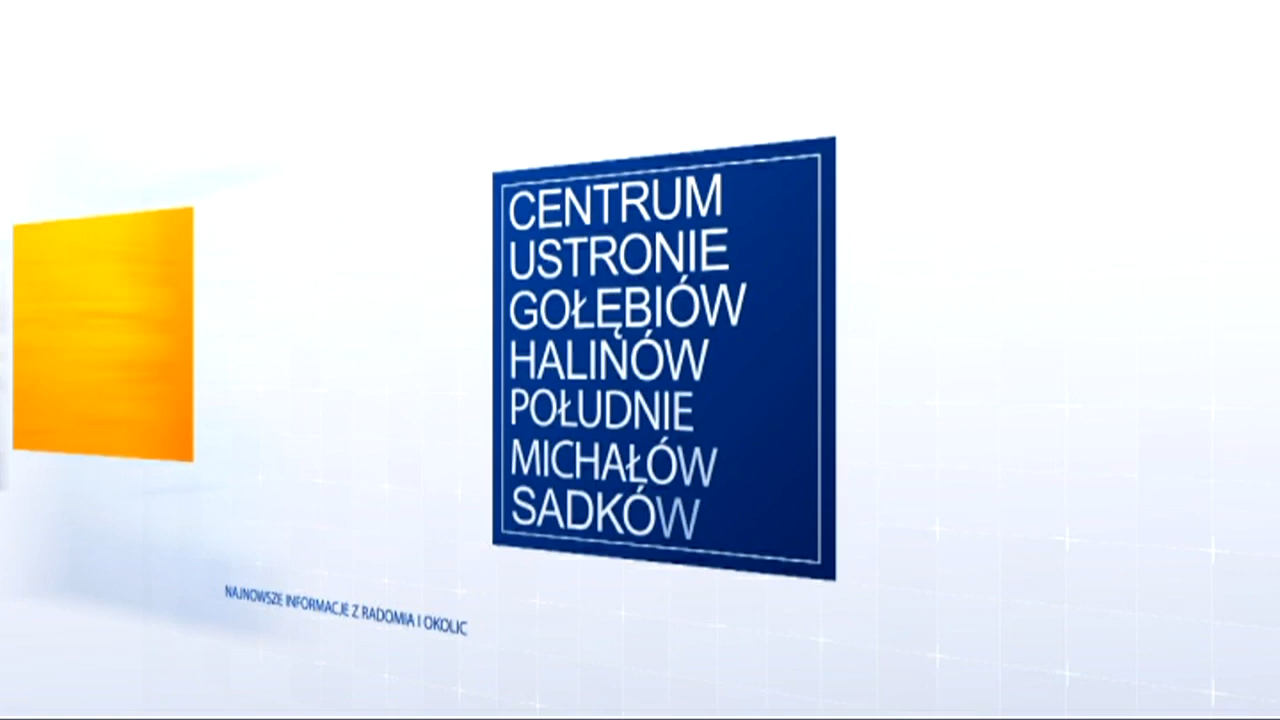 CENTRUM
USTRONIE
GOŁĘBIÓW
HALINÓW
POŁUDNIE
MICHAŁÓW
SADKÓW
NAJNOWSZE INFORMACJE Z RADOMIA I OKOLIC